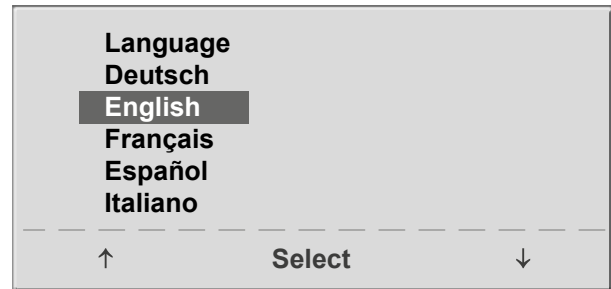 Language
Deutsch
English
Français
Español
Italiano
↑ Select ↓